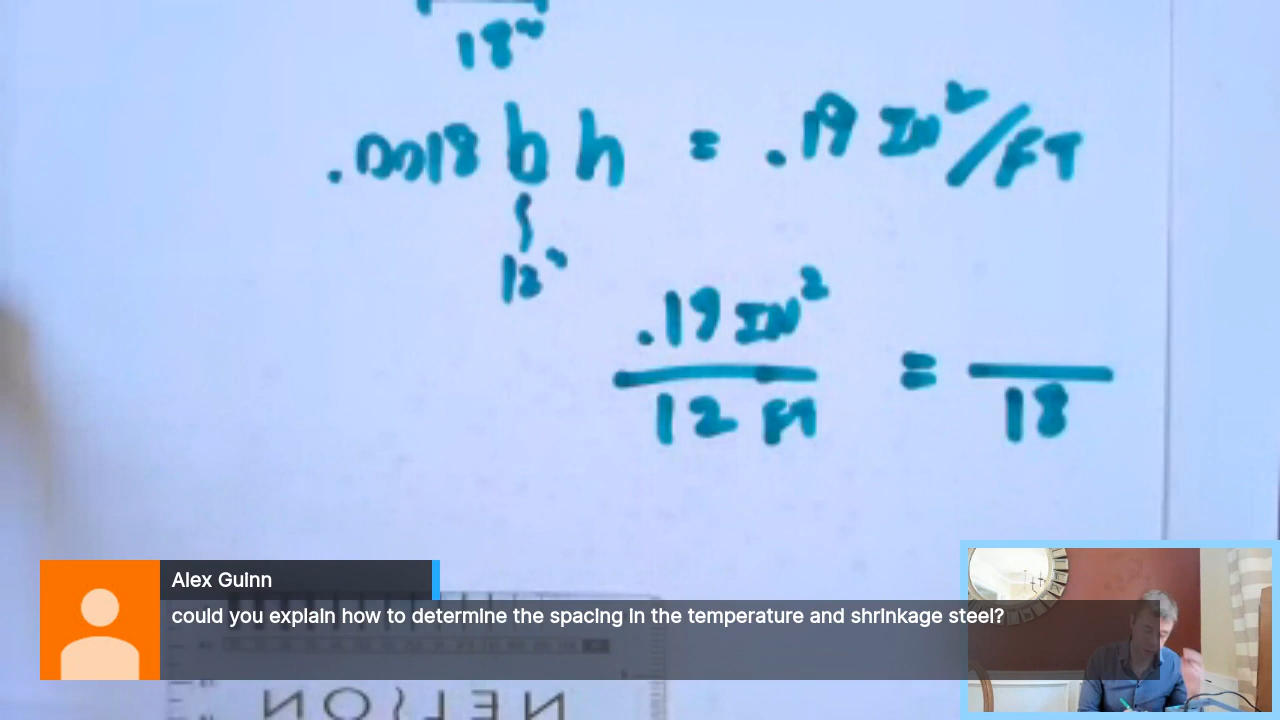 18"
.0018 b h = .19 IN²/FT
12"
.19 IN²
12 FT
=
18
Alex Guinn
could you explain how to determine the spacing in the temperature and shrinkage steel?
NELSON